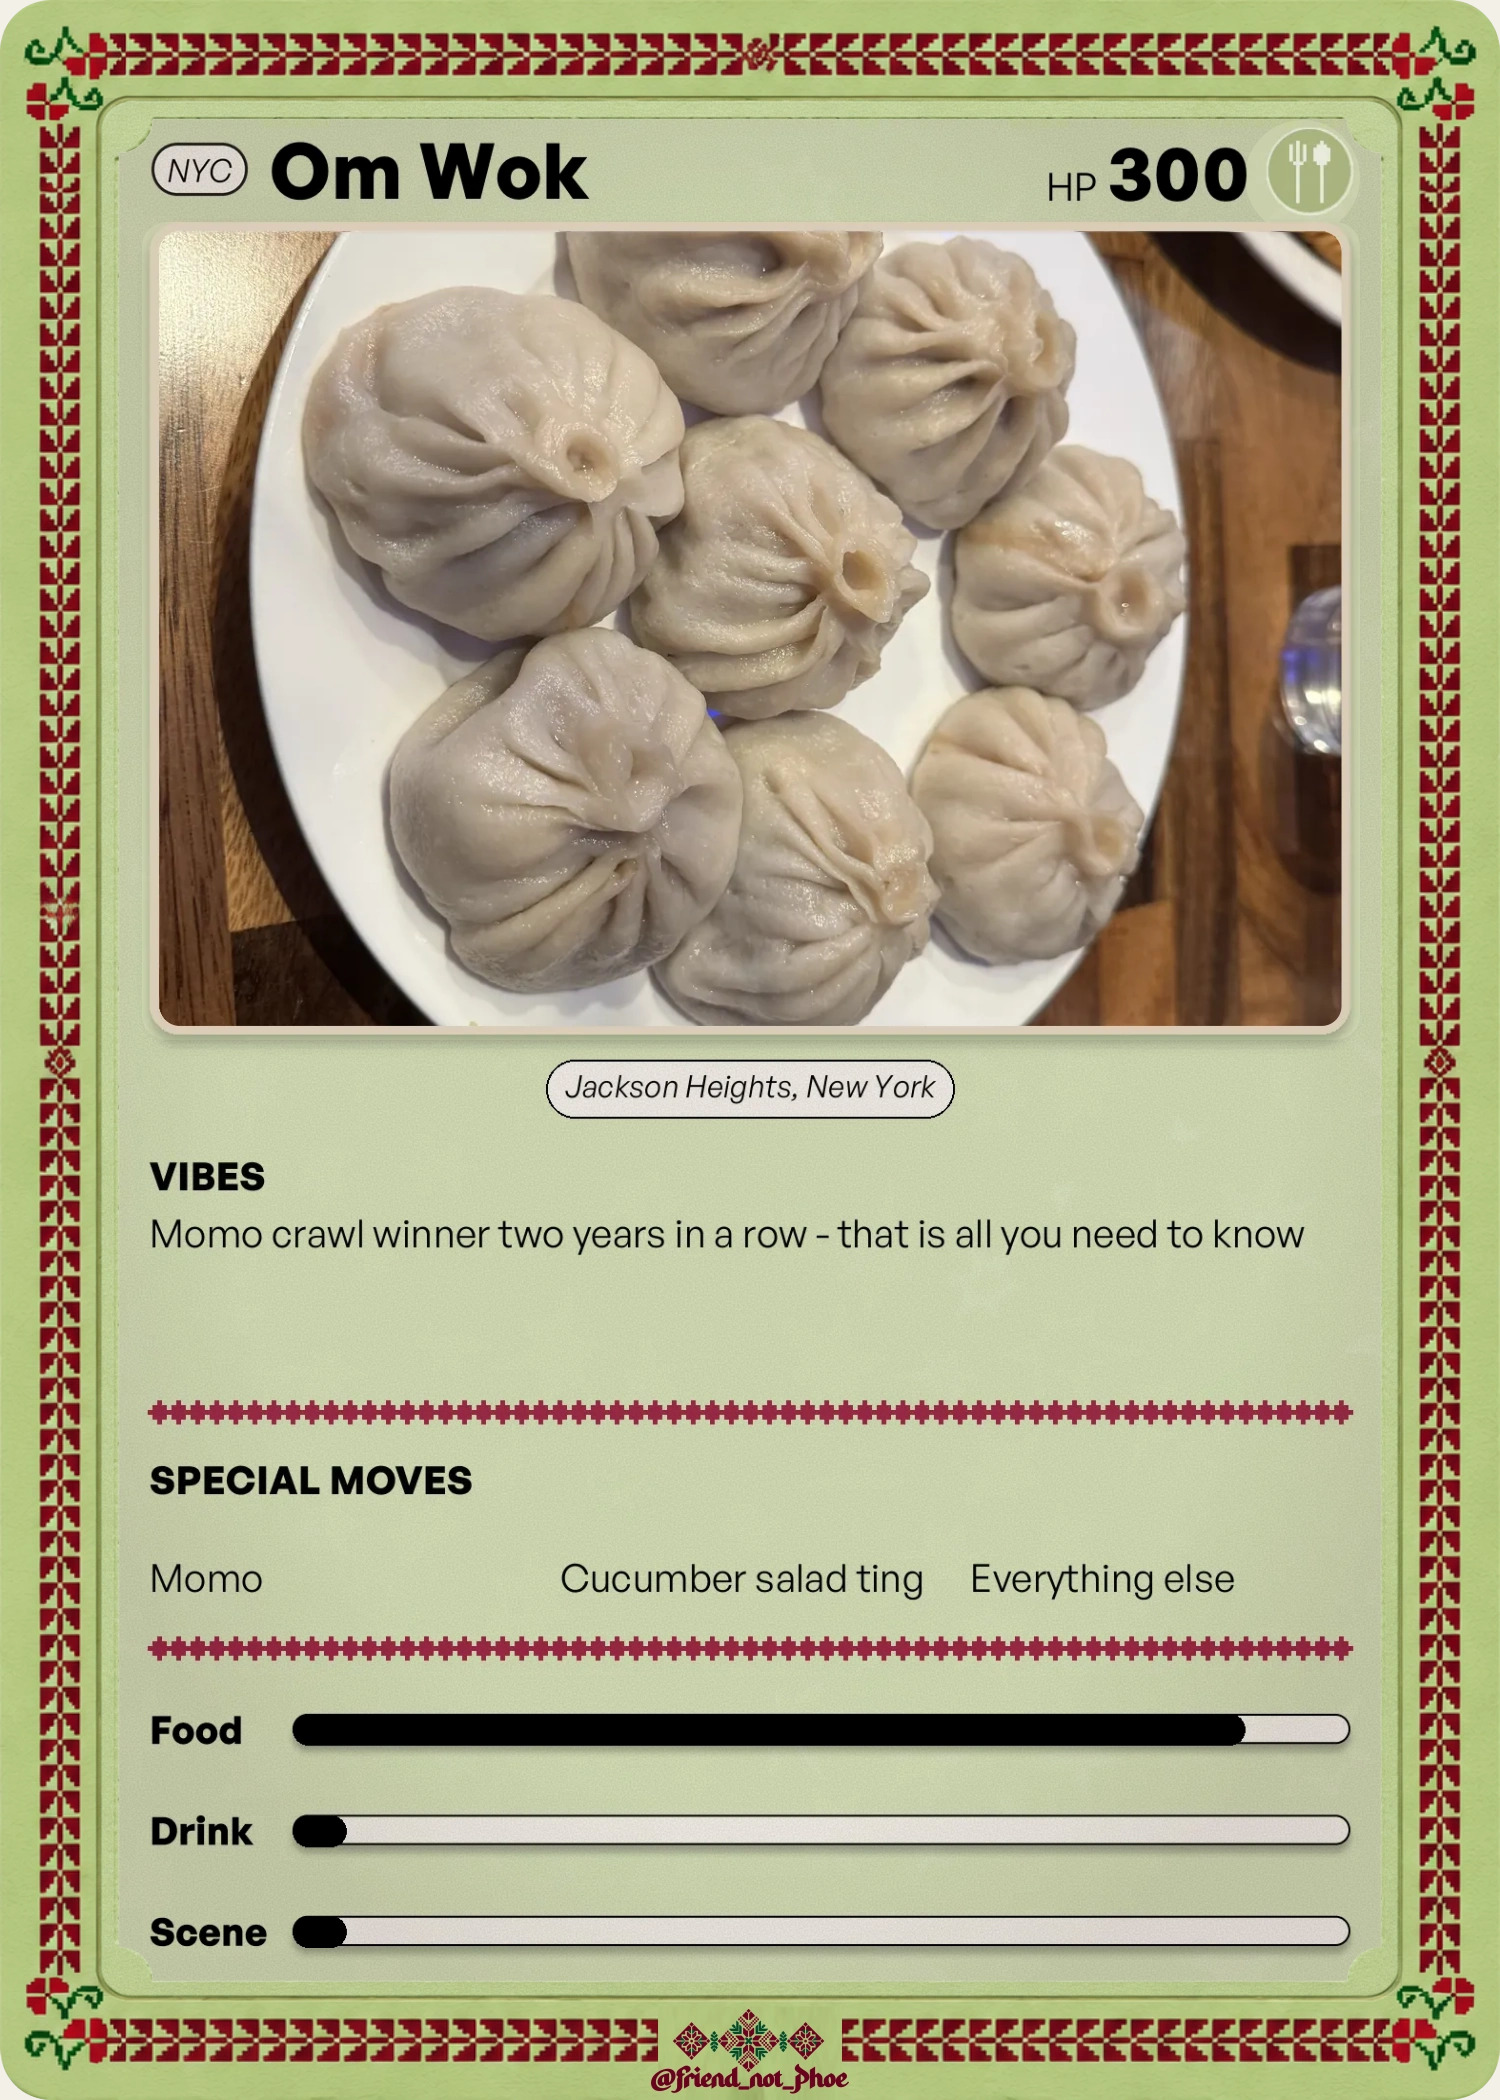 NYC Om Wok HP 300
Jackson Heights, New York
VIBES
Momo crawl winner two years in a row - that is all you need to know
SPECIAL MOVES
Momo Cucumber salad ting Everything else
Food
Drink
Scene
@friend_not_phoe